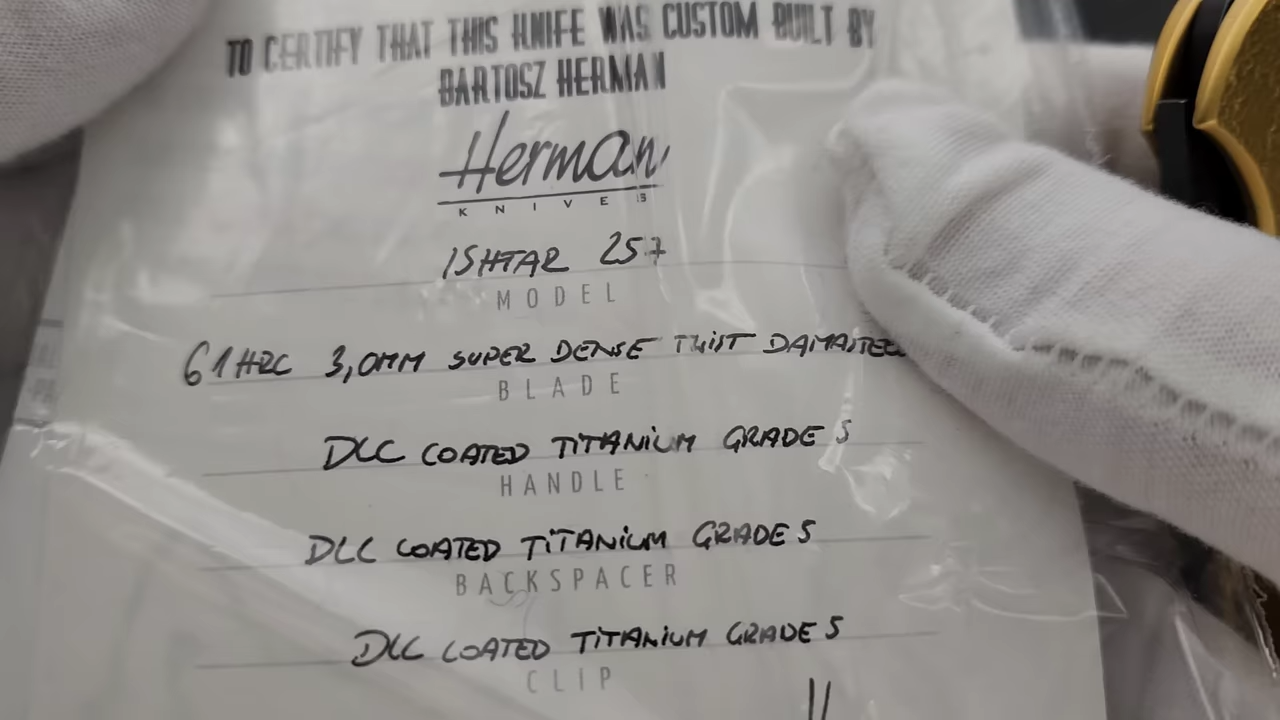 TO CERTIFY THAT THIS KNIFE WAS CUSTOM BUILT BY
BARTOSZ HERMAN
Herman
KNIVES
ISHTAR 257
MODEL
61HRC 3,0MM SUPER DENSE TWIST
BLADE
DLC COATED TITANIUM GRADE 5
HANDLE
DLC COATED TITANIUM GRADE 5
BACKSPACER
DLC COATED TITANIUM GRADE 5
CLIP